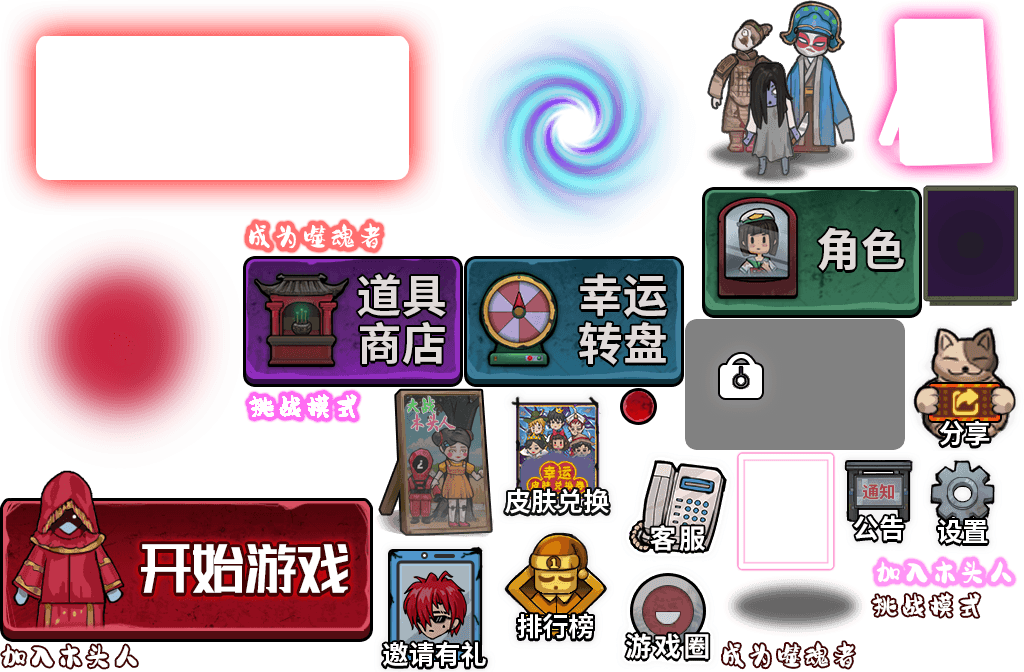 成为噬魂者
道具
商店
幸运
转盘
角色
挑战模式
大战
木头人
幸运
皮肤兑换
分享
客服
通知
公告
设置
开始游戏
加入木头人
邀请有礼
1
排行榜
游戏圈
加入木头人
挑战模式
成为噬魂者